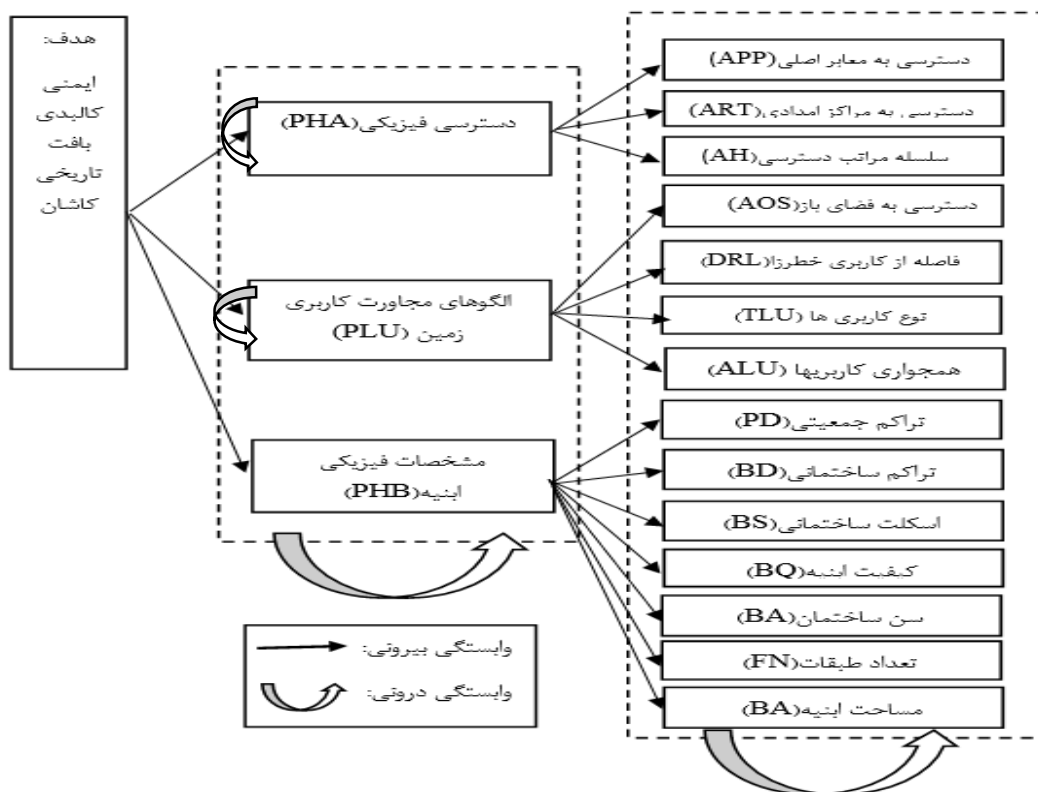 هدف:
ایمنی
کالبدی
بافت
تاریخی
کاشان
دسترسی فیزیکی(PHA)
الگوهای مجاورت کاربری
زمین (PLU)
مشخصات فیزیکی
ابنیه(PHB)
دسترسی به معابر اصلی(APP)
دسترسی به مراکز امدادی(ART)
سلسله مراتب دسترسی(AH)
دسترسی به فضای باز(AOS)
فاصله از کاربری خطرزا(DRL)
نوع کاربری ها (TLU)
همجواری کاربریها (ALU)
تراکم جمعیتی(PD)
تراکم ساختمانی(BD)
اسکلت ساختمانی(BS)
کیفیت ابنیه(BQ)
سن ساختمان(BA)
تعداد طبقات(FN)
مساحت ابنیه(BA)
وابستگی بیرونی:
وابستگی درونی: